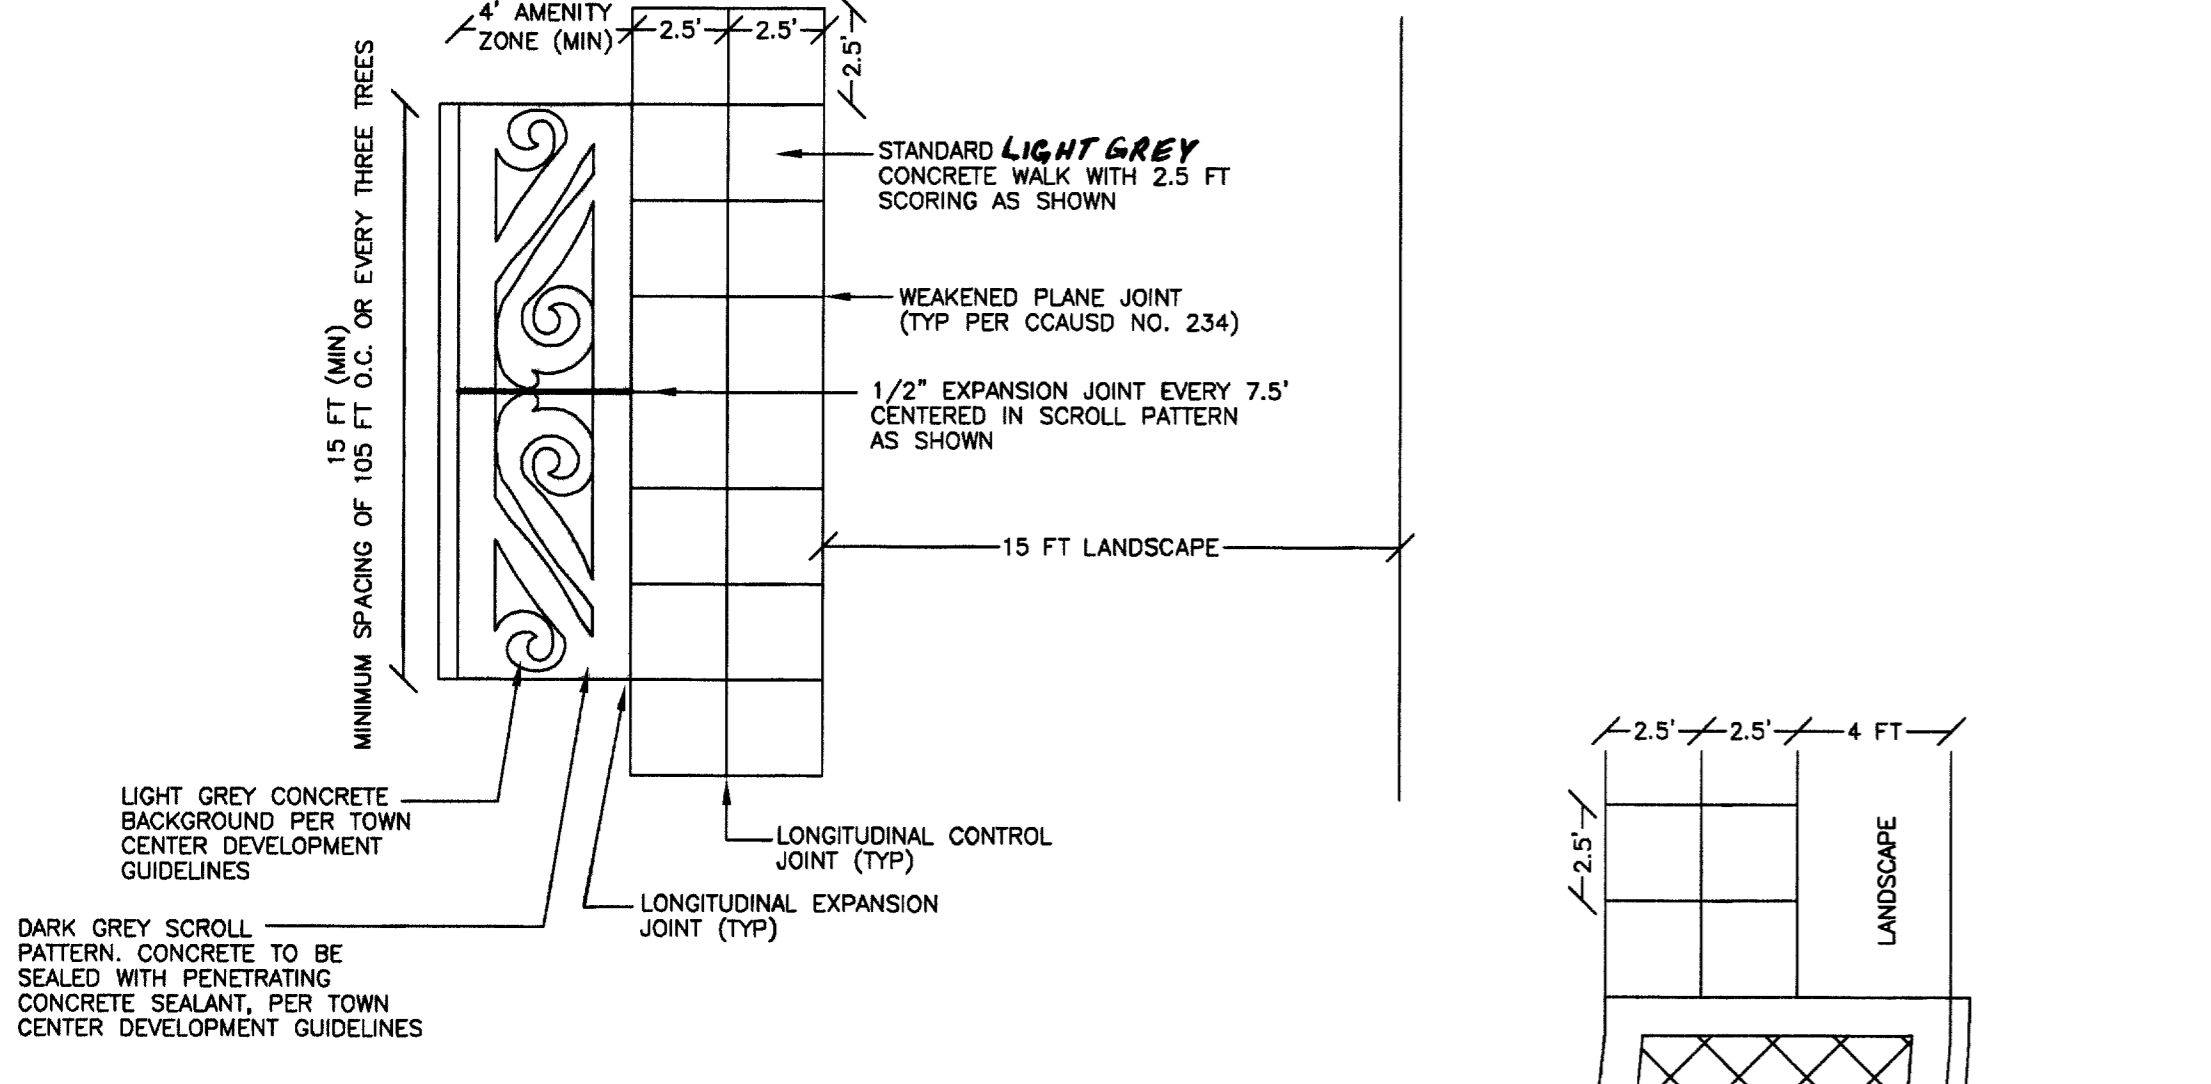 4' AMENITY
ZONE (MIN)
2.5'
2.5'
2.5'
15 FT (MIN)
MINIMUM SPACING OF 105 FT O.C. OR EVERY THREE TREES
STANDARD LIGHT GREY
CONCRETE WALK WITH 2.5 FT
SCORING AS SHOWN
WEAKENED PLANE JOINT
(TYP PER CCAUSD NO. 234)
1/2" EXPANSION JOINT EVERY 7.5'
CENTERED IN SCROLL PATTERN
AS SHOWN
15 FT LANDSCAPE
LIGHT GREY CONCRETE
BACKGROUND PER TOWN
CENTER DEVELOPMENT
GUIDELINES
LONGITUDINAL CONTROL
JOINT (TYP)
LONGITUDINAL EXPANSION
JOINT (TYP)
DARK GREY SCROLL
PATTERN. CONCRETE TO BE
SEALED WITH PENETRATING
CONCRETE SEALANT, PER TOWN
CENTER DEVELOPMENT GUIDELINES
2.5'
2.5'
4 FT
2.5'
LANDSCAPE